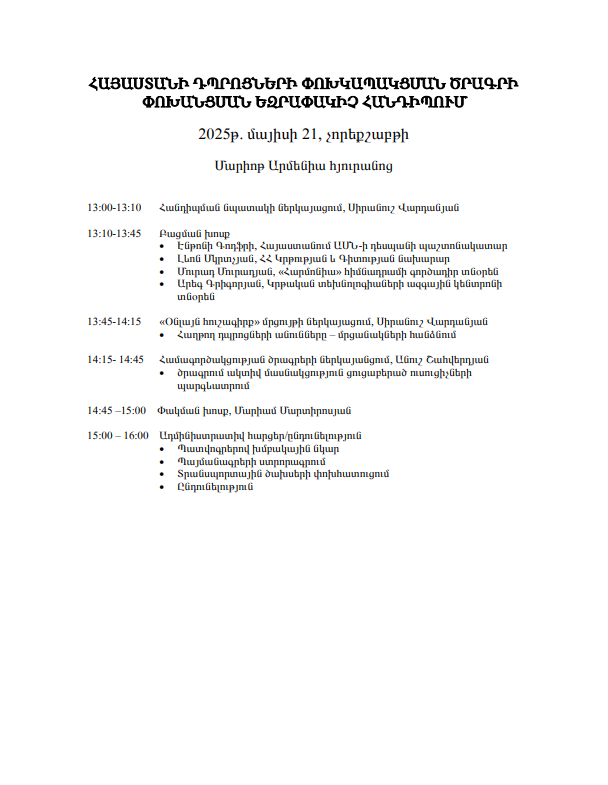 ՀԱՅԱՍՏԱՆԻ ԴՊՐՈՑՆԵՐԻ ՓՈԽԿԱՊԱԿՑՄԱՆ ԾՐԱԳՐԻ
ՓՈԽԱՆՑՄԱՆ ԵԶՐԱՓԱԿԻՉ ՀԱՆԴԻՊՈՒՄ
2025թ. մայիսի 21, չորեքշաբթի
Մարիոթ Արմենիա հյուրանոց
13:00-13:10 Հանդիպման նպատակի ներկայացում, Սիրանուշ Վարդանյան
13:10-13:45 Բացման խոսք
• Էնթոնի Գոդֆրի, Հայաստանում ԱՄՆ-ի դեսպանի պաշտոնակատար
• Լևոն Մկրտչյան, ՀՀ Կրթության և Գիտության նախարար
• Մուրադ Մուրադյան, «Հարմոնիա» հիմնադրամի գործադիր տնօրեն
• Արեգ Գրիգորյան, Կրթական տեխնոլոգիաների ազգային կենտրոնի
տնօրեն
13:45-14:15 «Օնլայն հուշագիրք» մրցույթի ներկայացում, Սիրանուշ Վարդանյան
• Հաղթող դպրոցների անունները – մրցանակների հանձնում
14:15- 14:45 Համագործակցության ծրագրերի ներկայանցում, Անուշ Շահվերդյան
• ծրագրում ակտիվ մասնակցություն ցուցաբերած ուսուցիչների
պարգևատրում
14:45 –15:00 Փակման խոսք, Մարիամ Մարտիրոսյան
15:00 – 16:00 Ադմինիստրատիվ հարցեր/ընդունելություն
• Պատվոգրերով խմբակային նկար
• Պայմանագրերի ստորագրում
• Տրանսպորտային ծախսերի փոխհատուցում
• Ընդունելություն